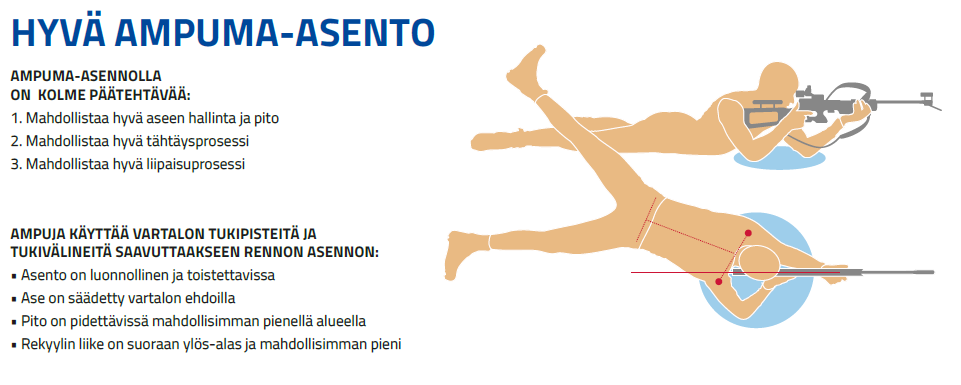 HYVÄ AMPUMA-ASENTO
AMPUMA-ASENNOLLA
ON KOLME PÄÄTEHTÄVÄÄ:
1. Mahdollistaa hyvä aseen hallinta ja pito
2. Mahdollistaa hyvä tähtäysprosessi
3. Mahdollistaa hyvä liipaisuprosessi
AMPUJA KÄYTTÄÄ VARTALON TUKIPISTEITÄ JA
TUKIVÄLINEITÄ SAAVUTTAAKSEEN RENNON ASENNON:
▪ Asento on luonnollinen ja toistettavissa
▪ Ase on säädetty vartalon ehdoilla
▪ Pito on pidettävissä mahdollisimman pienellä alueella
▪ Rekyylin liike on suoraan ylös-alas ja mahdollisimman pieni